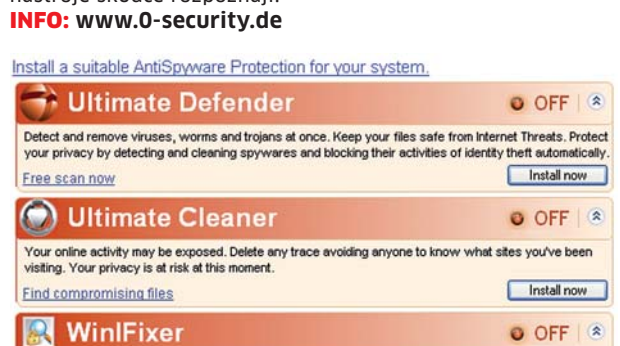 INFO: www.0-security.de
Install a suitable AntiSpyware Protection for your system.
Ultimate Defender OFF
Detect and remove viruses, worms and trojans at once. Keep your files safe from Internet Threats. Protect
your privacy by detecting and cleaning spywares and blocking their activities of identity theft automatically.
Free scan now Install now
Ultimate Cleaner OFF
Your online activity may be exposed. Delete any trace avoiding anyone to know what sites you've been
visiting. Your privacy is at risk at this moment.
Find compromising files Install now
WinIFixer OFF